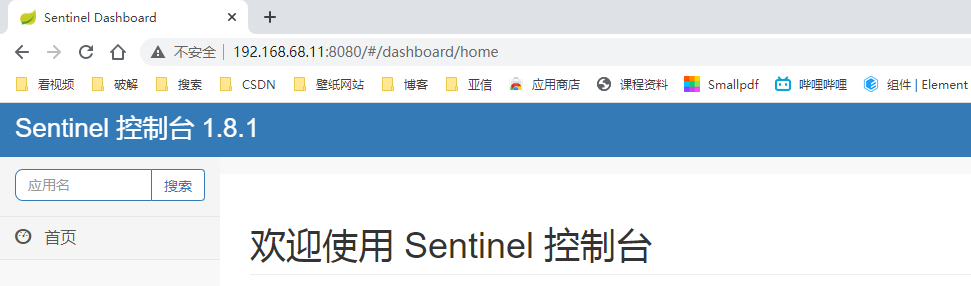 Sentinel Dashboard
不安全 192.168.68.11:8080/#/dashboard/home
看视频 破解 搜索 CSDN 壁纸网站 博客 亚信 应用商店 课程资料 Smallpdf 哔哩哔哩 组件 | Element
Sentinel 控制台 1.8.1
应用名 搜索
首页
欢迎使用 Sentinel 控制台